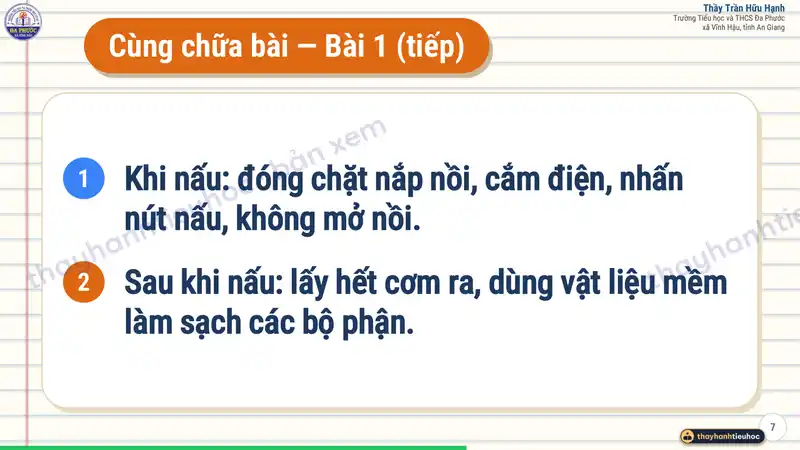 Thầy Trần Hữu Hạnh
Trường Tiểu học và THCS Đa Phước
xã Vĩnh Hậu, tỉnh An Giang
ĐA PHƯỚC
Cùng chữa bài — Bài 1 (tiếp)
1
Khi nấu: đóng chặt nắp nồi, cắm điện, nhấn
nút nấu, không mở nồi.
2
Sau khi nấu: lấy hết cơm ra, dùng vật liệu mềm
làm sạch các bộ phận.
7
thayhanhtieuhoc